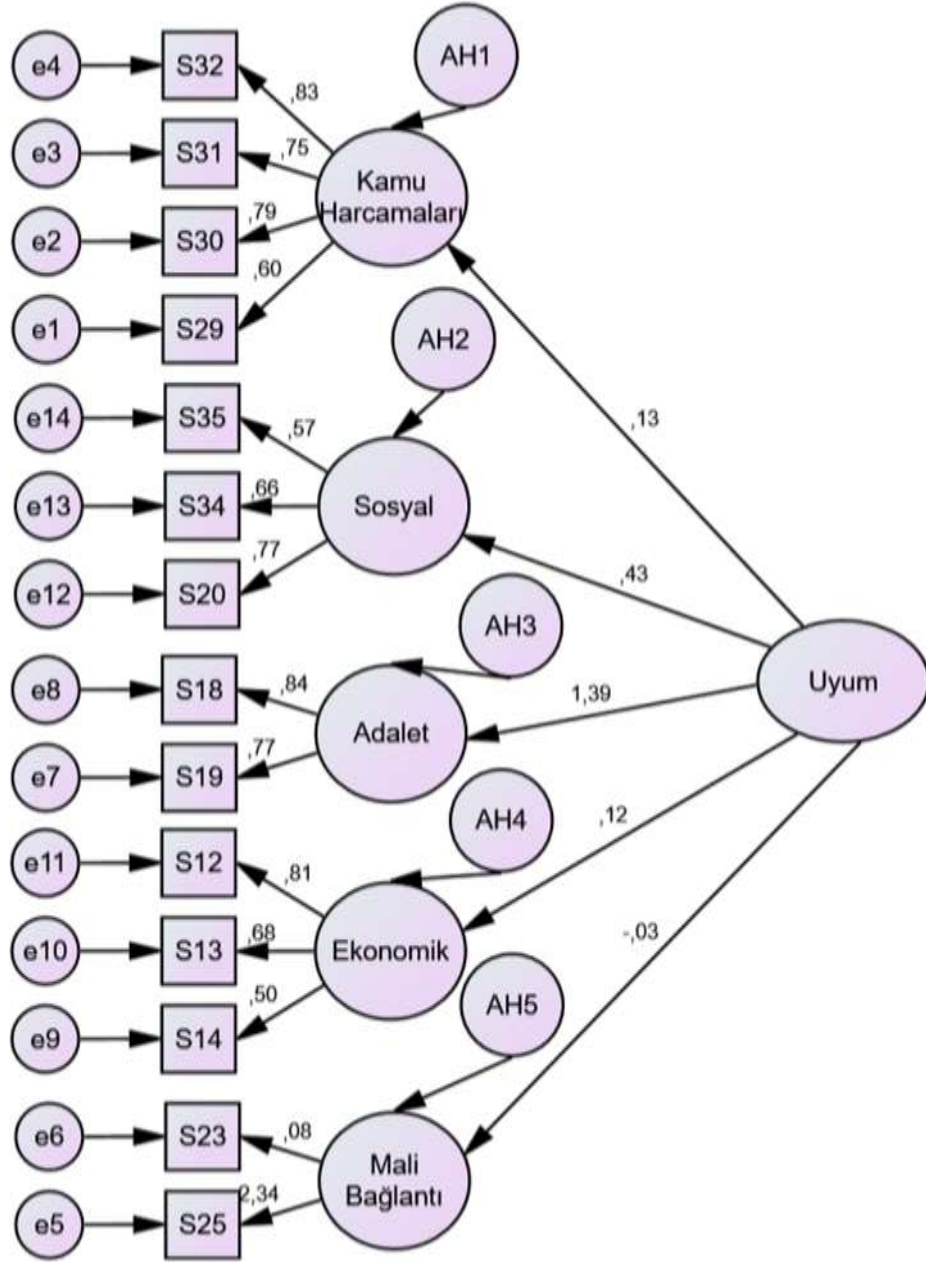 AH1
e4
S32
,83
e3
S31
,75
Kamu
Harcamaları
e2
S30
,79
e1
S29
,60
AH2
e14
S35
,57
,13
e13
S34
,66
Sosyal
e12
S20
,77
,43
AH3
e8
S18
,84
Uyum
1,39
Adalet
e7
S19
,77
AH4
,12
e11
S12
,81
e10
S13
,68
Ekonomik
-,03
e9
S14
,50
AH5
e6
S23
,08
Mali
Bağlantı
e5
S25
2,34